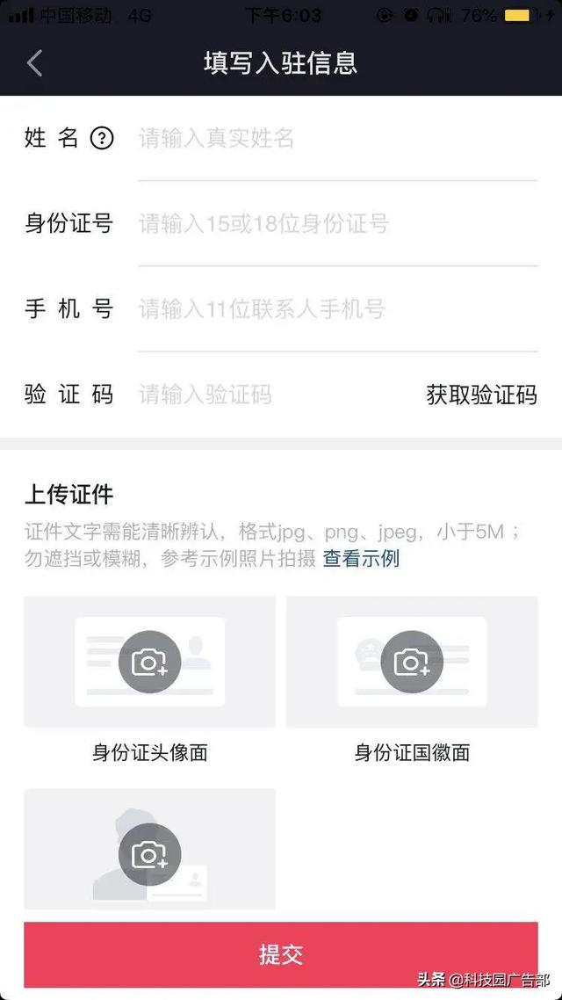 中国移动 4G 下午6:03 76%
填写入驻信息
姓名 ? 请输入真实姓名
身份证号 请输入15或18位身份证号
手机号 请输入11位联系人手机号
验证码 请输入验证码 获取验证码
上传证件
证件文字需能清晰辨认，格式jpg、png、jpeg，小于5M；
勿遮挡或模糊，参考示例照片拍摄 查看示例
身份证头像面 身份证国徽面
提交
头条 @科技园广告部